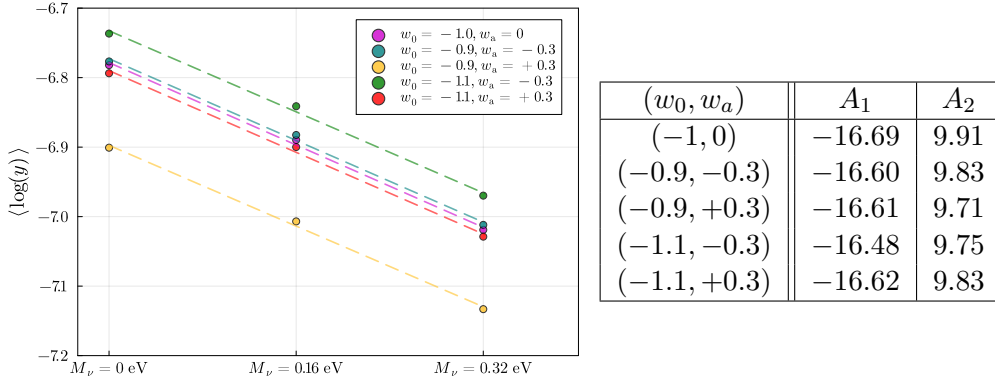 −6.7
−6.8
−6.9
−7.0
−7.1
−7.2
⟨log(y)⟩
M_ν = 0 eV
M_ν = 0.16 eV
M_ν = 0.32 eV
w₀ = −1.0, wₐ = 0
w₀ = −0.9, wₐ = −0.3
w₀ = −0.9, wₐ = +0.3
w₀ = −1.1, wₐ = −0.3
w₀ = −1.1, wₐ = +0.3
(w₀, wₐ) A₁ A₂
(−1, 0) −16.69 9.91
(−0.9, −0.3) −16.60 9.83
(−0.9, +0.3) −16.61 9.71
(−1.1, −0.3) −16.48 9.75
(−1.1, +0.3) −16.62 9.83